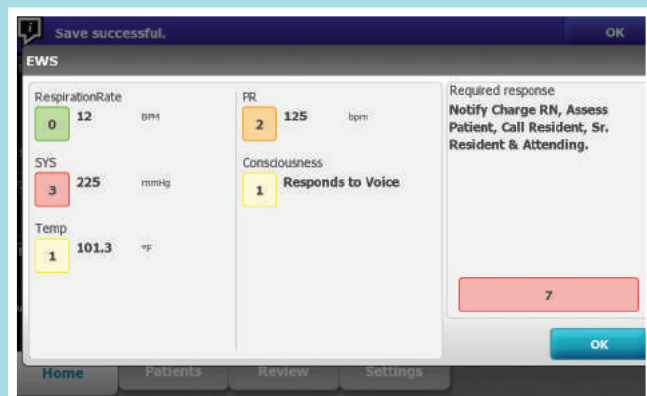 Save successful.
OK
EWS
RespirationRate
0 12 BPM
SYS
3 225 mmHg
Temp
1 101.3 °F
PR
2 125 bpm
Consciousness
1 Responds to Voice
Required response
Notify Charge RN, Assess
Patient, Call Resident, Sr.
Resident & Attending.
7
OK
Home
Patients
Review
Settings